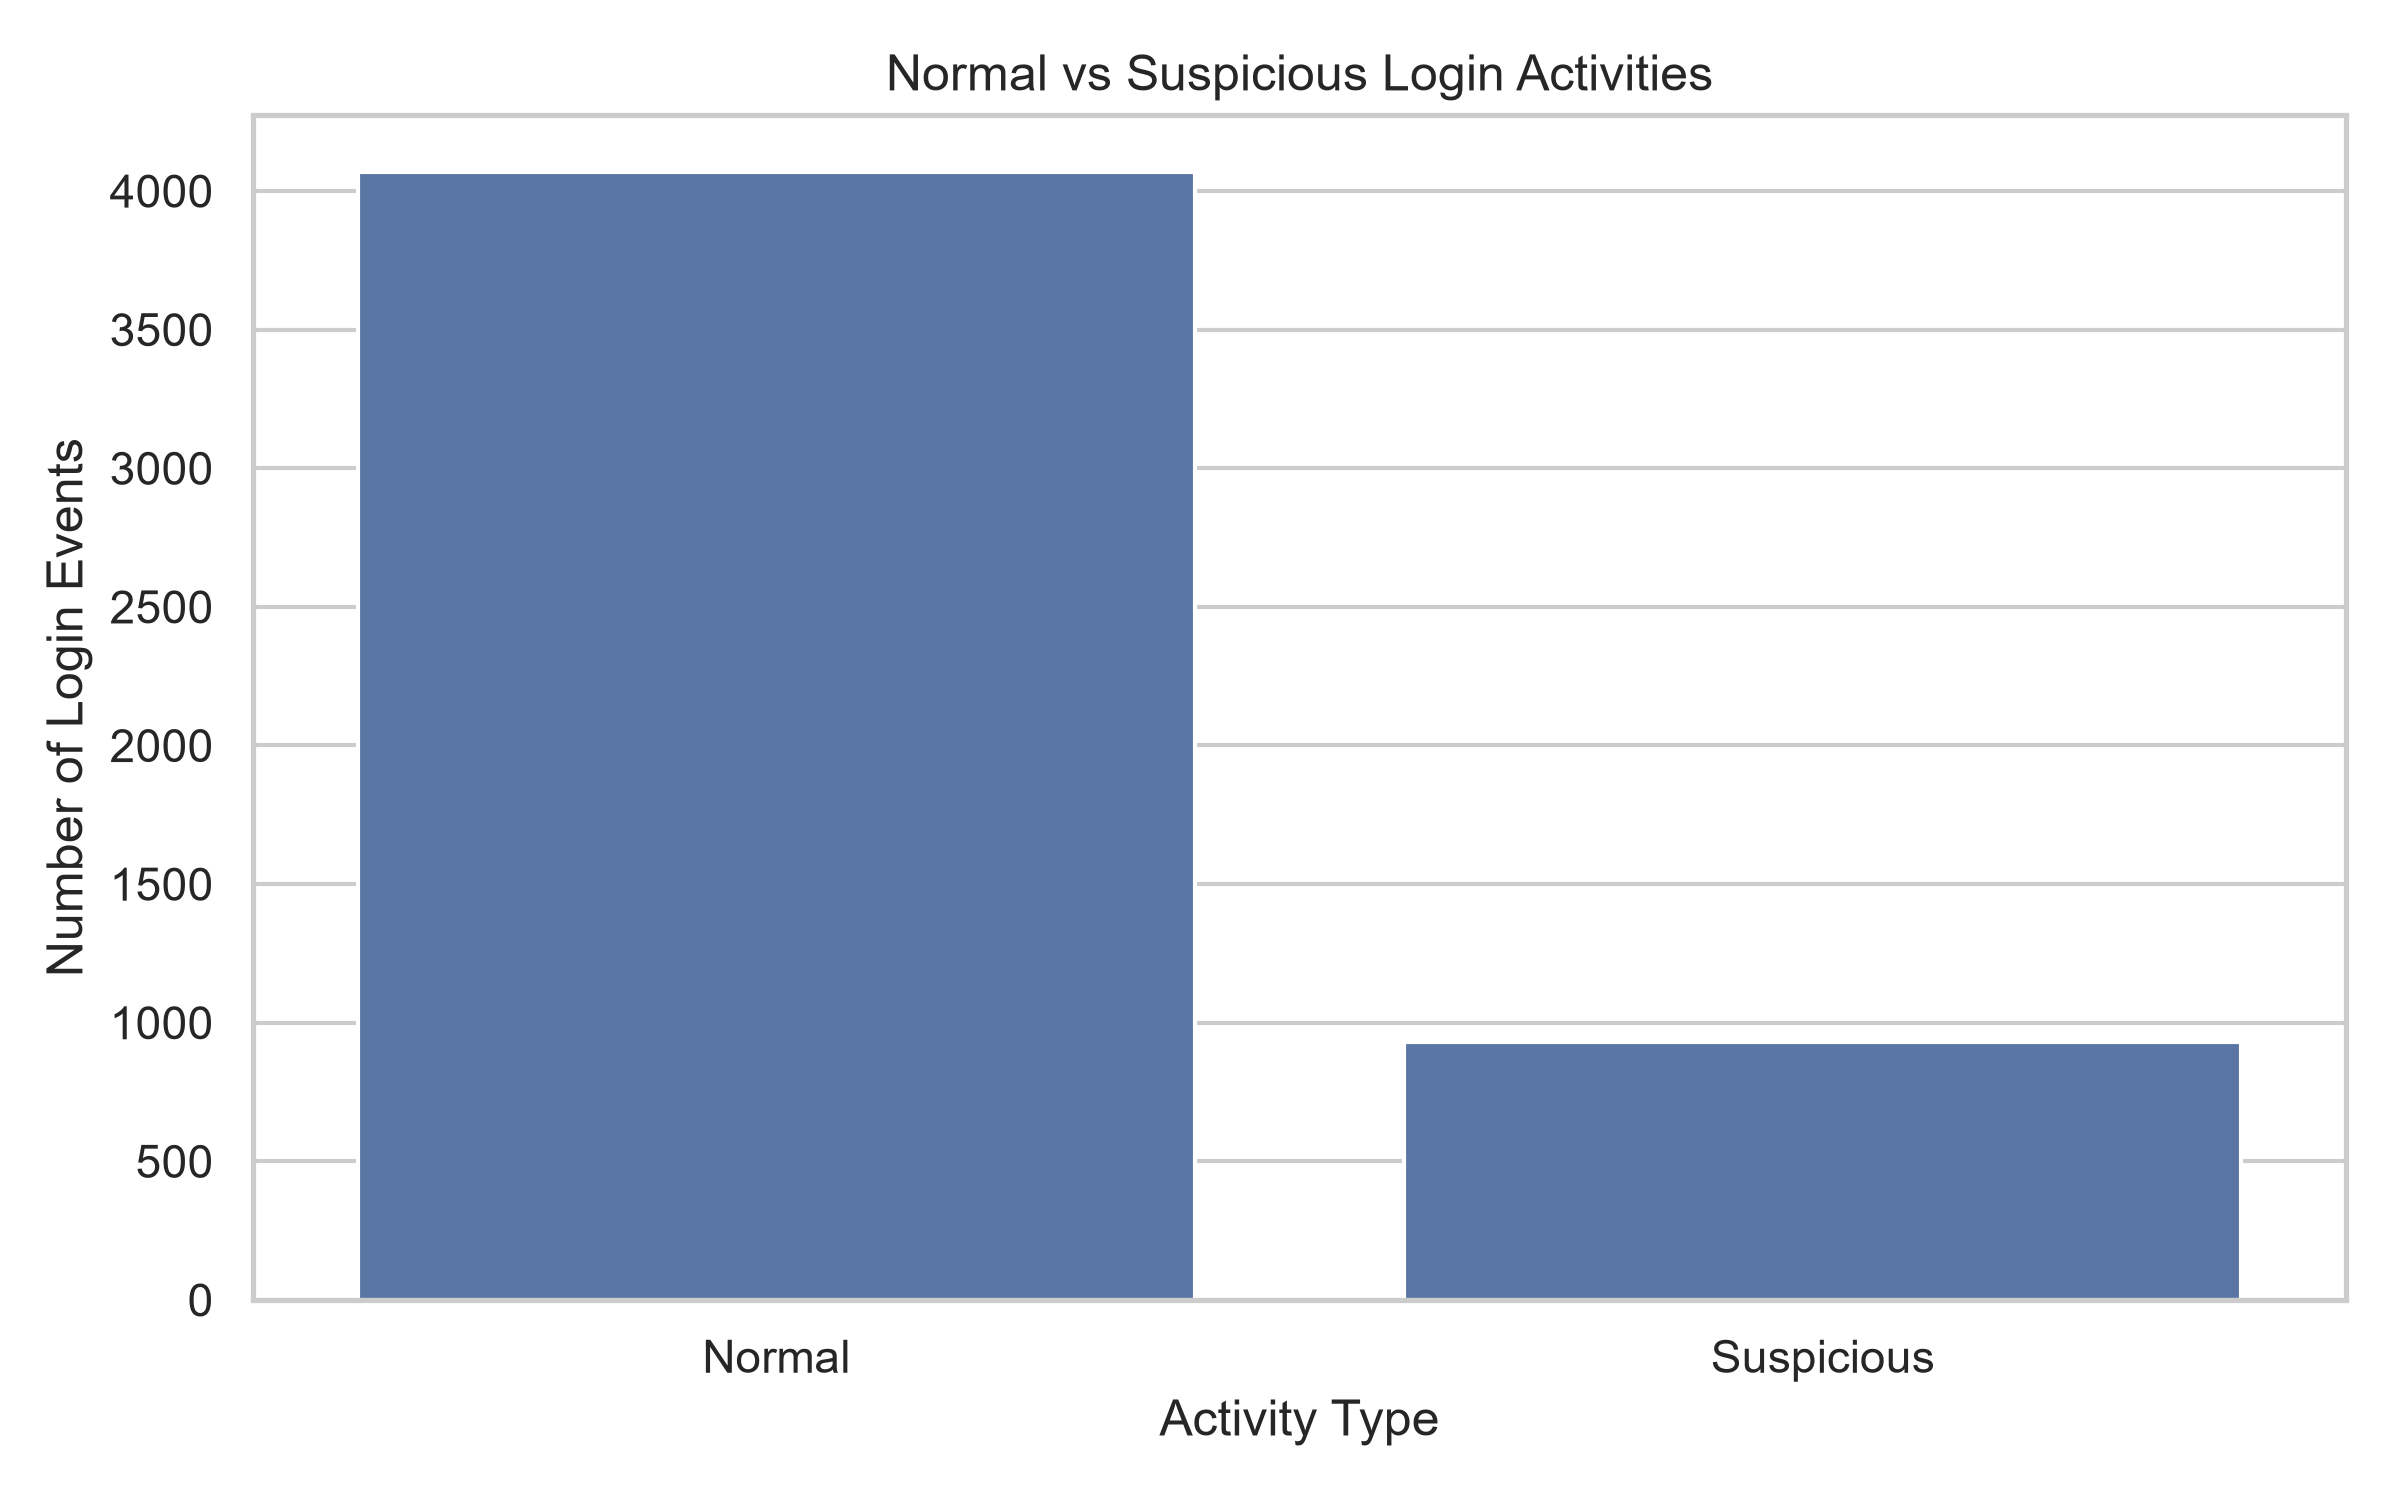 Normal vs Suspicious Login Activities
Number of Login Events
4000
3500
3000
2500
2000
1500
1000
500
0
Normal
Suspicious
Activity Type